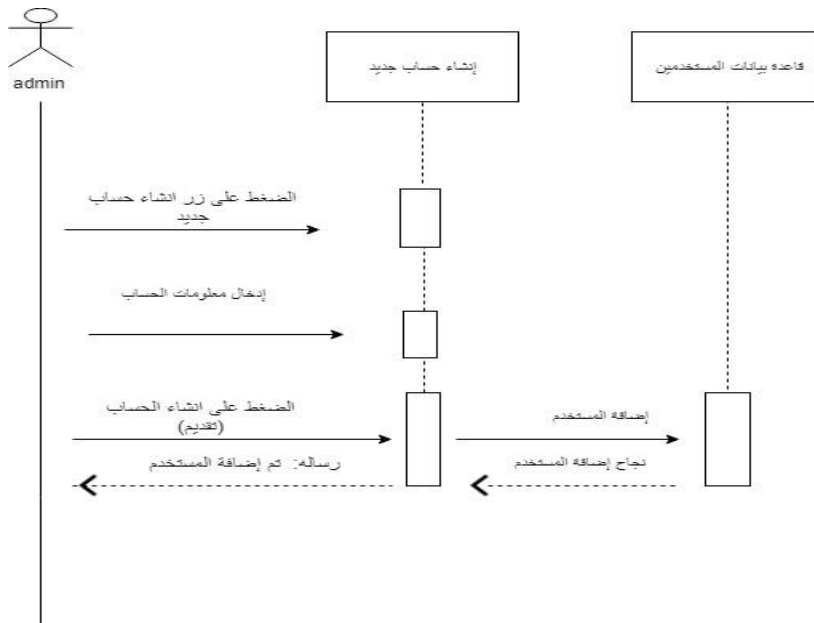 admin
إنشاء حساب جديد
قاعده بيانات المستخدمين
الضغط على زر انشاء حساب
جديد
إدخال معلومات الحساب
الضغط على انشاء الحساب
(تقديم)
إضافة المستخدم
رساله: تم إضافة المستخدم
نجاح إضافة المستخدم